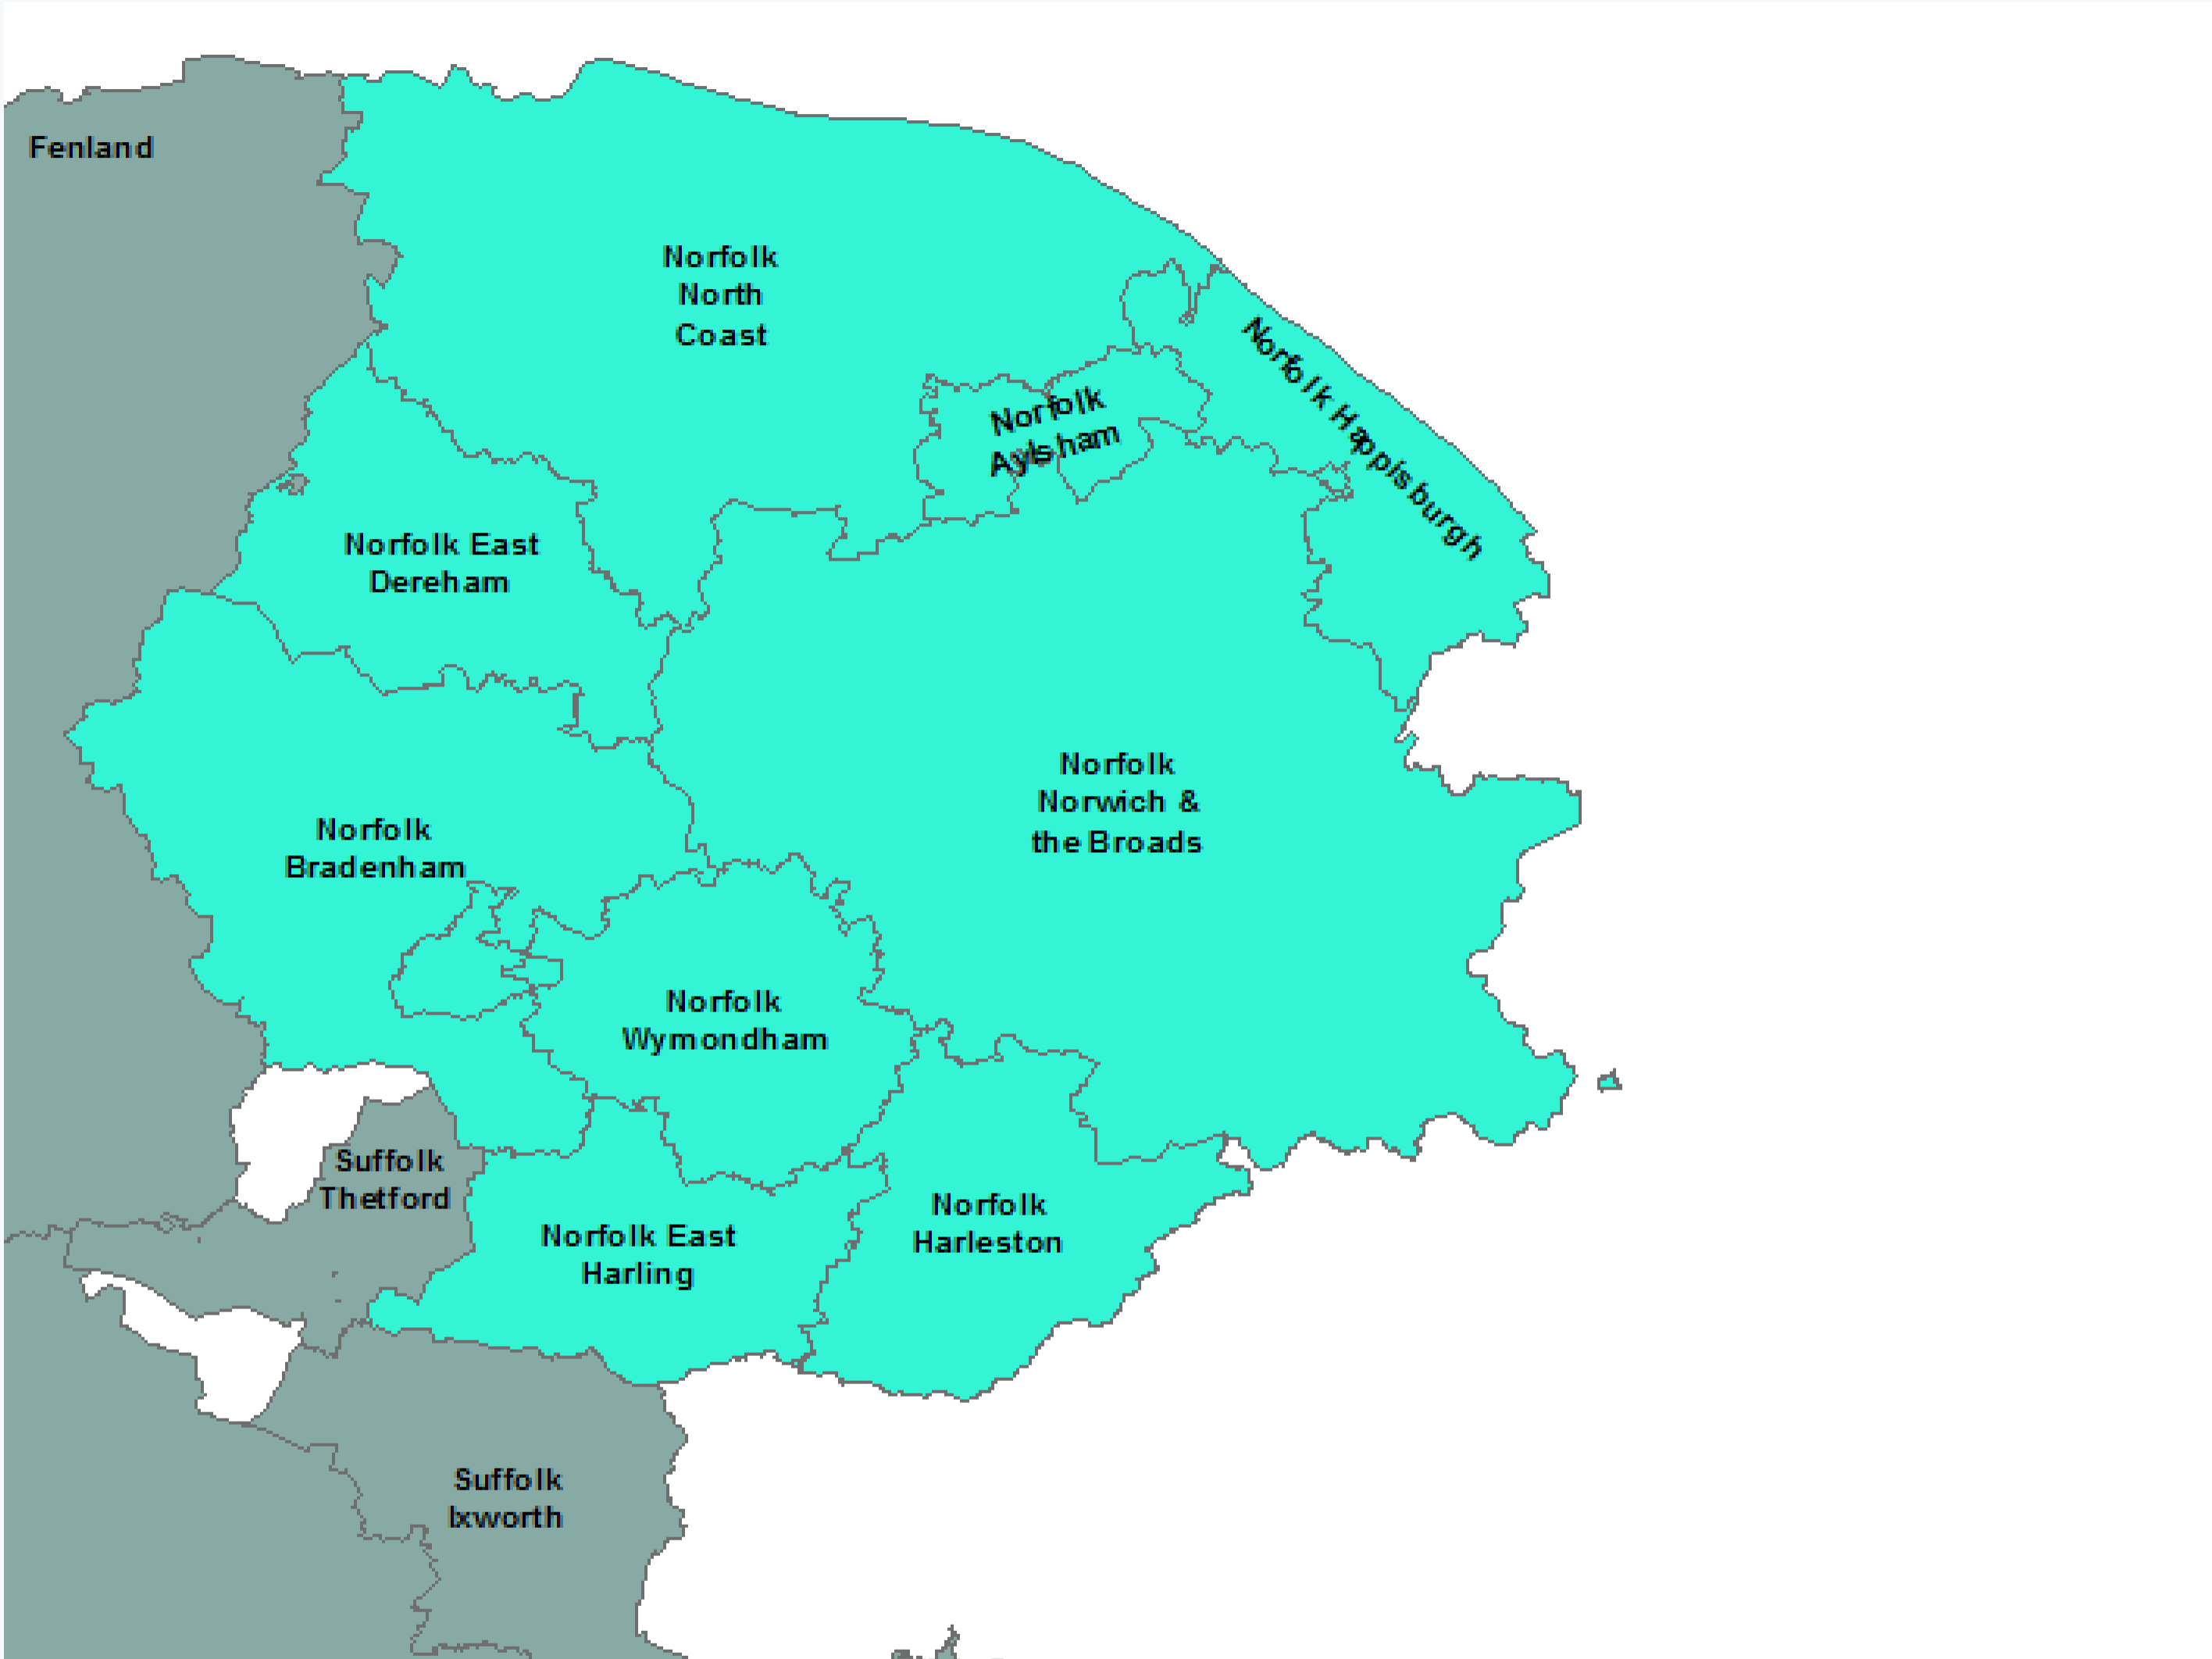 Fenland
Norfolk
North
Coast
Norfolk Happisburgh
Norfolk
Aylsham
Norfolk East
Dereham
Norfolk
Norwich &
the Broads
Norfolk
Bradenham
Norfolk
Wymondham
Suffolk
Thetford
Norfolk East
Harling
Norfolk
Harleston
Suffolk
Ixworth